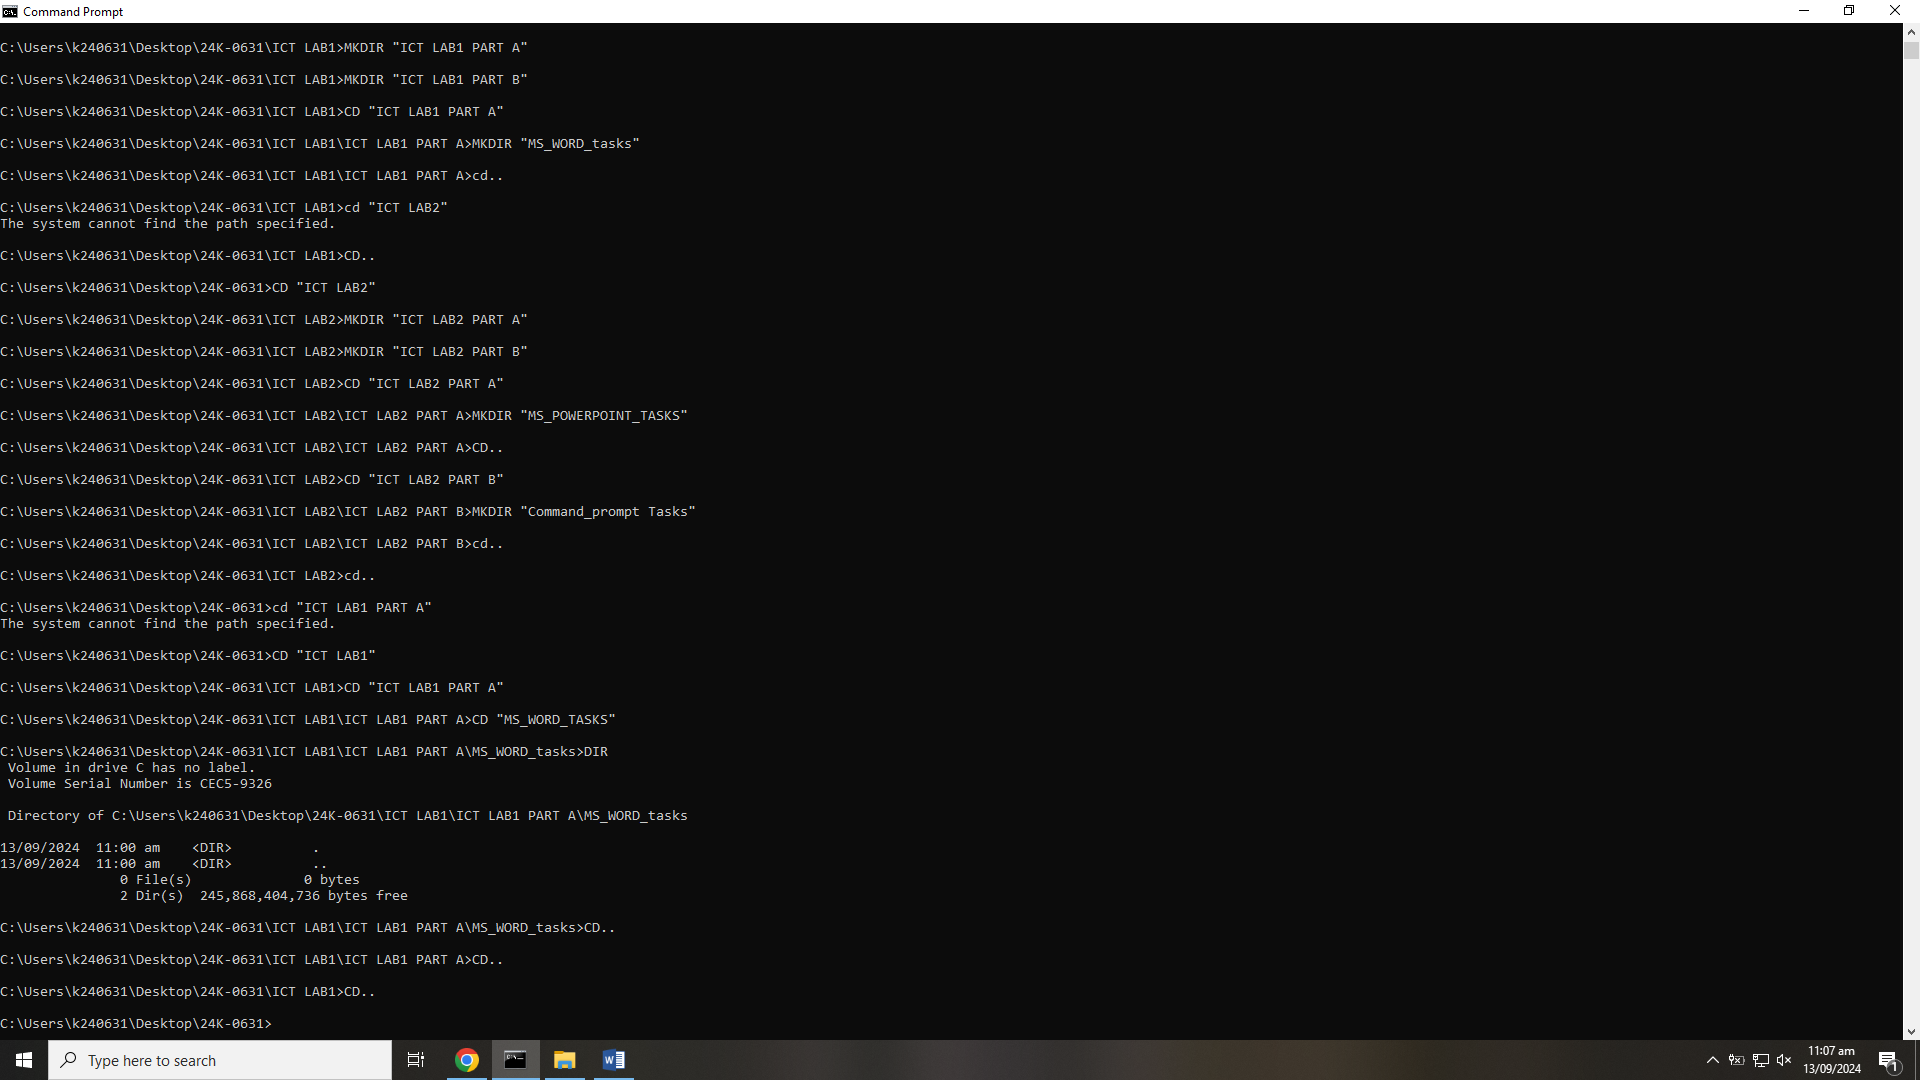 Command Prompt
C:\Users\k240631\Desktop\24K-0631\ICT LAB1>MKDIR "ICT LAB1 PART A"
C:\Users\k240631\Desktop\24K-0631\ICT LAB1>MKDIR "ICT LAB1 PART B"
C:\Users\k240631\Desktop\24K-0631\ICT LAB1>CD "ICT LAB1 PART A"
C:\Users\k240631\Desktop\24K-0631\ICT LAB1\ICT LAB1 PART A>MKDIR "MS_WORD_tasks"
C:\Users\k240631\Desktop\24K-0631\ICT LAB1\ICT LAB1 PART A>cd..
C:\Users\k240631\Desktop\24K-0631\ICT LAB1>cd "ICT LAB2"
The system cannot find the path specified.
C:\Users\k240631\Desktop\24K-0631\ICT LAB1>CD..
C:\Users\k240631\Desktop\24K-0631>CD "ICT LAB2"
C:\Users\k240631\Desktop\24K-0631\ICT LAB2>MKDIR "ICT LAB2 PART A"
C:\Users\k240631\Desktop\24K-0631\ICT LAB2>MKDIR "ICT LAB2 PART B"
C:\Users\k240631\Desktop\24K-0631\ICT LAB2>CD "ICT LAB2 PART A"
C:\Users\k240631\Desktop\24K-0631\ICT LAB2\ICT LAB2 PART A>MKDIR "MS_POWERPOINT_TASKS"
C:\Users\k240631\Desktop\24K-0631\ICT LAB2\ICT LAB2 PART A>CD..
C:\Users\k240631\Desktop\24K-0631\ICT LAB2>CD "ICT LAB2 PART B"
C:\Users\k240631\Desktop\24K-0631\ICT LAB2\ICT LAB2 PART B>MKDIR "Command_prompt Tasks"
C:\Users\k240631\Desktop\24K-0631\ICT LAB2\ICT LAB2 PART B>cd..
C:\Users\k240631\Desktop\24K-0631\ICT LAB2>cd..
C:\Users\k240631\Desktop\24K-0631>cd "ICT LAB1 PART A"
The system cannot find the path specified.
C:\Users\k240631\Desktop\24K-0631>CD "ICT LAB1"
C:\Users\k240631\Desktop\24K-0631\ICT LAB1>CD "ICT LAB1 PART A"
C:\Users\k240631\Desktop\24K-0631\ICT LAB1\ICT LAB1 PART A>CD "MS_WORD_TASKS"
C:\Users\k240631\Desktop\24K-0631\ICT LAB1\ICT LAB1 PART A\MS_WORD_tasks>DIR
Volume in drive C has no label.
Volume Serial Number is CEC5-9326
Directory of C:\Users\k240631\Desktop\24K-0631\ICT LAB1\ICT LAB1 PART A\MS_WORD_tasks
13/09/2024  11:00 am    <DIR>          .
13/09/2024  11:00 am    <DIR>          ..
0 File(s)              0 bytes
2 Dir(s)  245,868,404,736 bytes free
C:\Users\k240631\Desktop\24K-0631\ICT LAB1\ICT LAB1 PART A\MS_WORD_tasks>CD..
C:\Users\k240631\Desktop\24K-0631\ICT LAB1\ICT LAB1 PART A>CD..
C:\Users\k240631\Desktop\24K-0631\ICT LAB1>CD..
C:\Users\k240631\Desktop\24K-0631>
Type here to search
11:07 am
13/09/2024
1